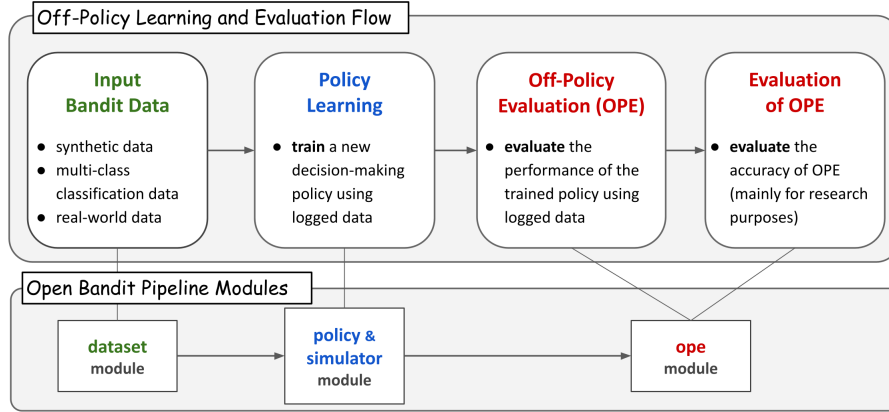 Off-Policy Learning and Evaluation Flow
Input
Bandit Data
● synthetic data
● multi-class
classification data
● real-world data
Policy
Learning
● train a new
decision-making
policy using
logged data
Off-Policy
Evaluation (OPE)
● evaluate the
performance of the
trained policy using
logged data
Evaluation
of OPE
● evaluate the
accuracy of OPE
(mainly for research
purposes)
Open Bandit Pipeline Modules
dataset
module
policy &
simulator
module
ope
module